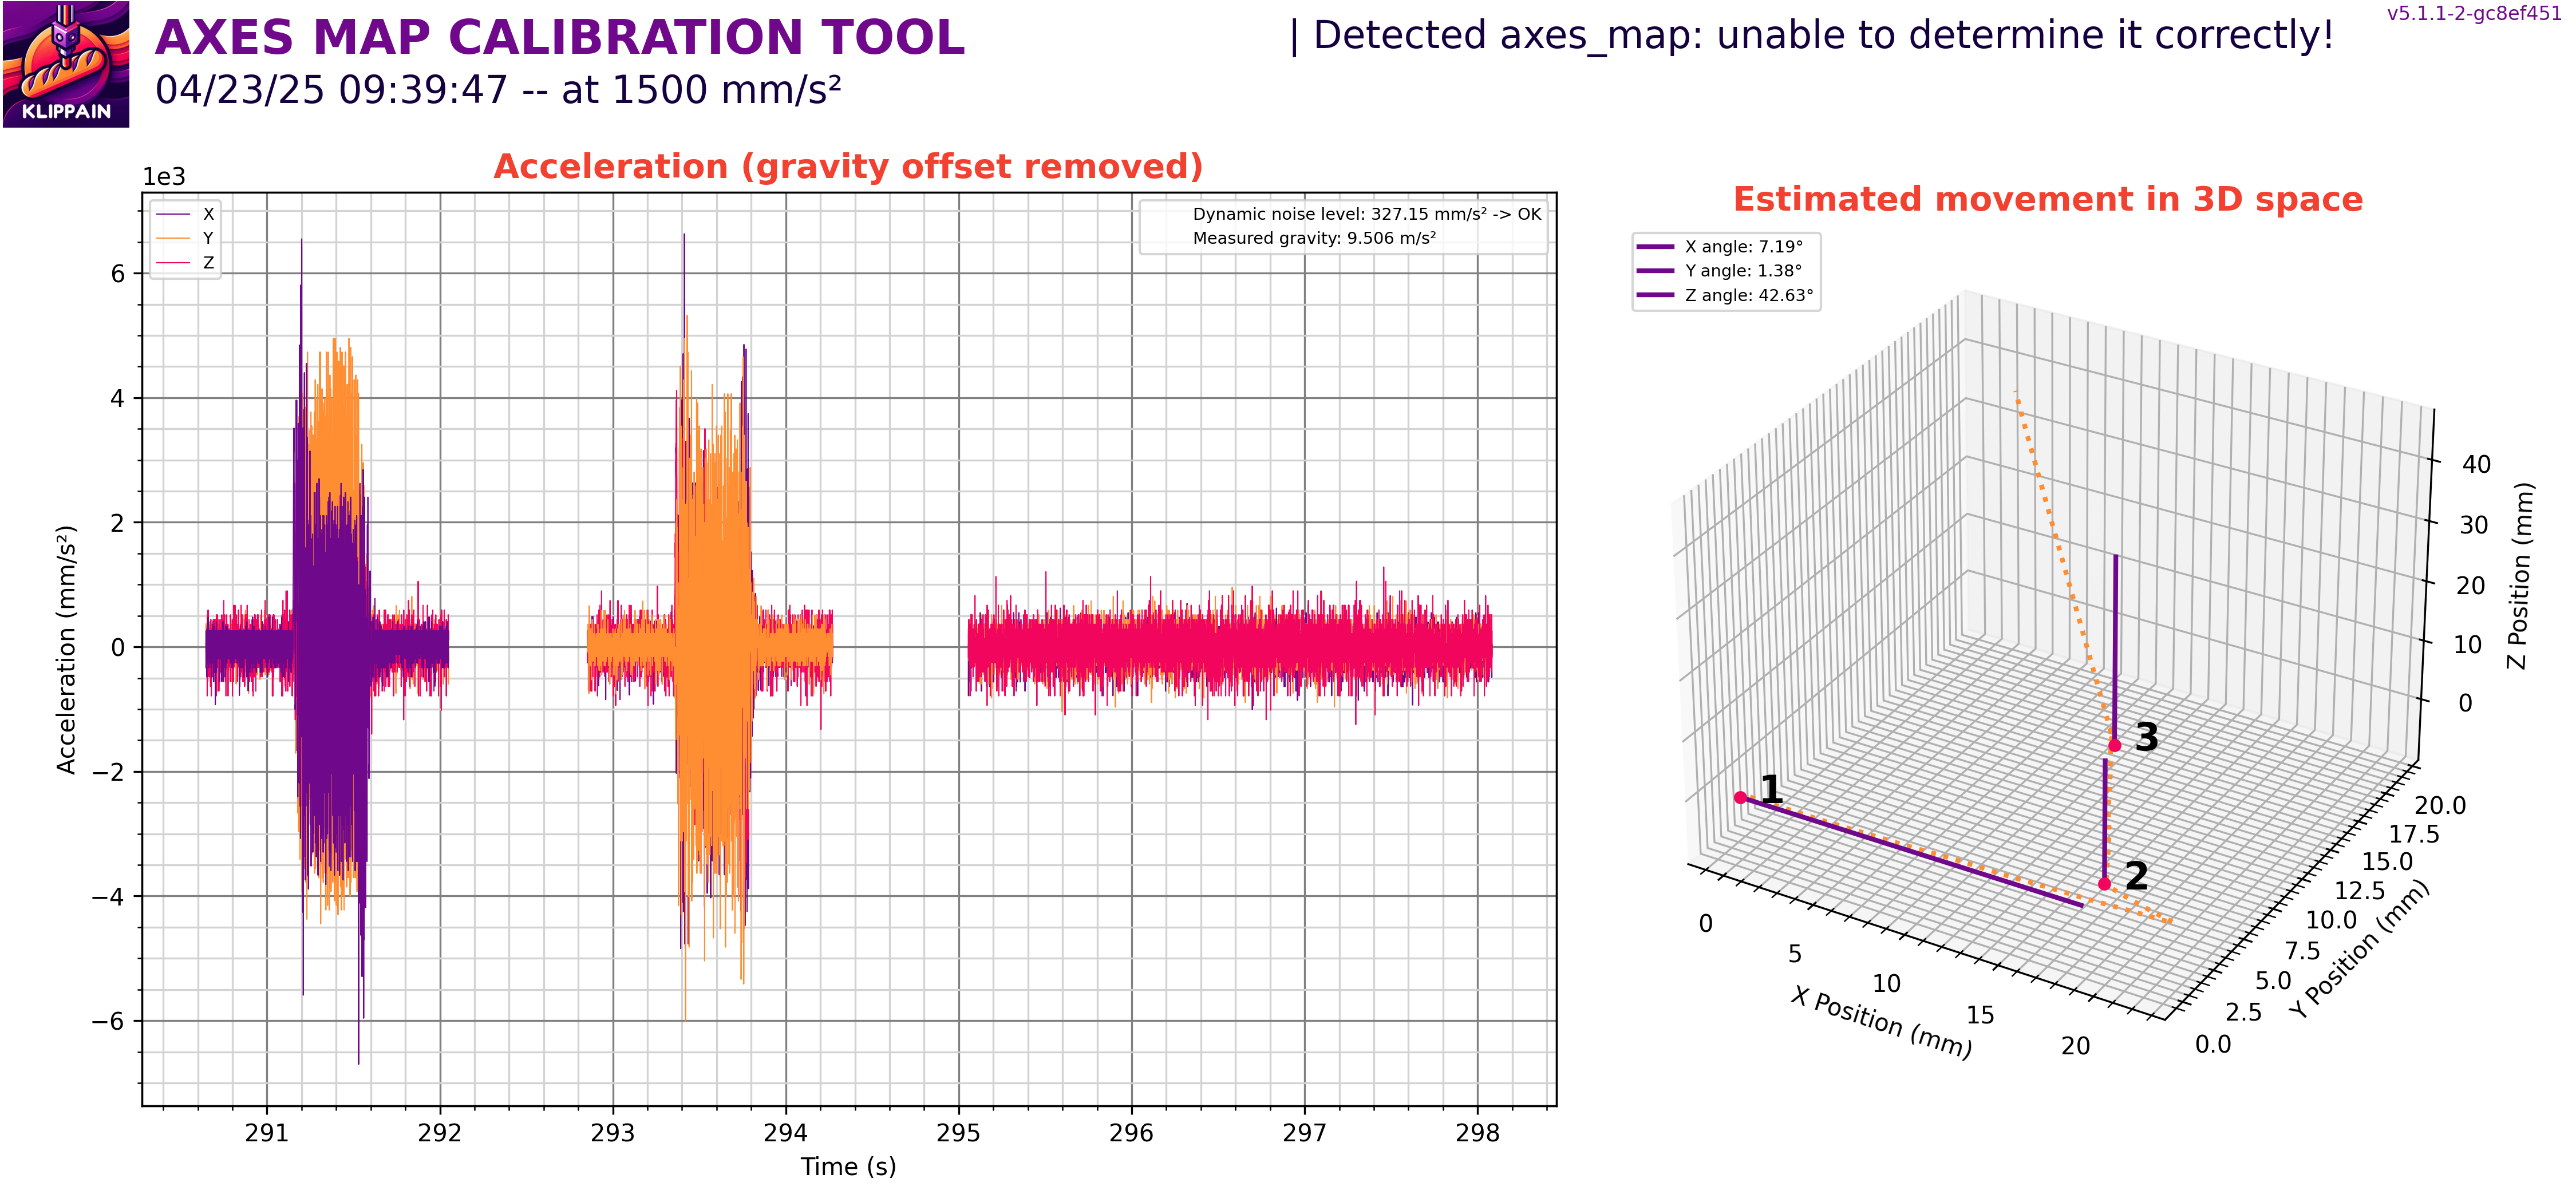 AXES MAP CALIBRATION TOOL
04/23/25 09:39:47 -- at 1500 mm/s²
KLIPPAIN
| Detected axes_map: unable to determine it correctly!
v5.1.1-2-gc8ef451
Acceleration (gravity offset removed)
1e3
X
Y
Z
Dynamic noise level: 327.15 mm/s² -> OK
Measured gravity: 9.506 m/s²
6
4
2
0
−2
−4
−6
Acceleration (mm/s²)
291 292 293 294 295 296 297 298
Time (s)
Estimated movement in 3D space
X angle: 7.19°
Y angle: 1.38°
Z angle: 42.63°
1
2
3
0 5 10 15 20
X Position (mm)
0.0 2.5 5.0 7.5 10.0 12.5 15.0 17.5 20.0
Y Position (mm)
0 10 20 30 40
Z Position (mm)